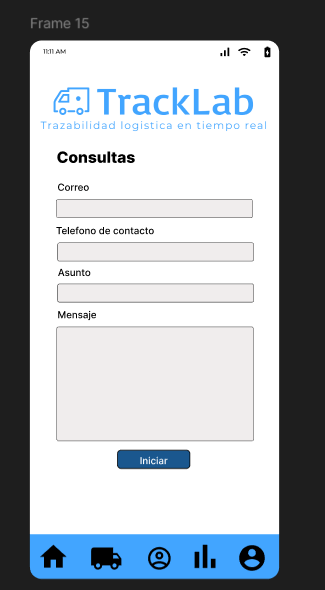 Frame 15
11:11 AM
TrackLab
Trazabilidad logistica en tiempo real
Consultas
Correo
Telefono de contacto
Asunto
Mensaje
Iniciar